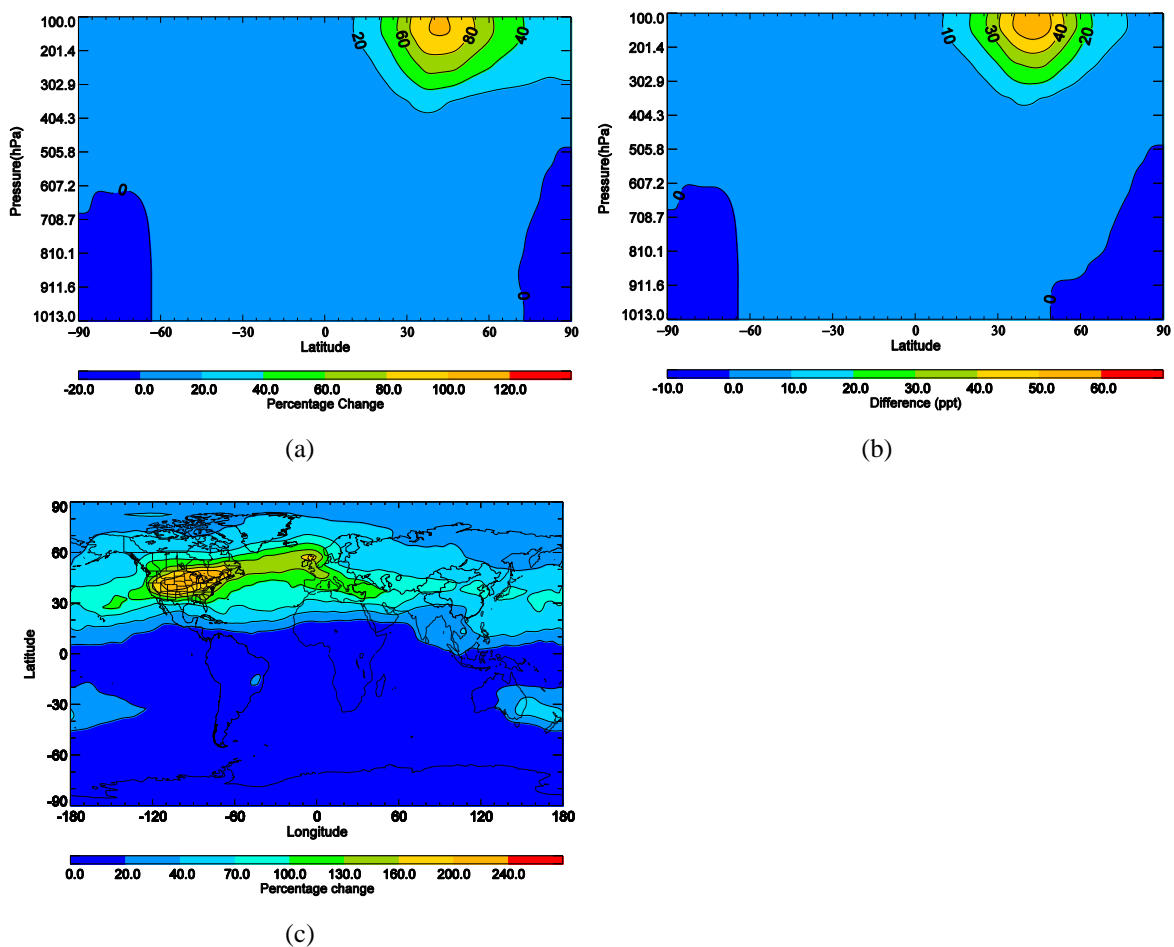 100.0
201.4
302.9
404.3
505.8
607.2
708.7
810.1
911.6
1013.0
Pressure(hPa)
20
60
80
40
0
0
-90 -60 -30 0 30 60 90
Latitude
-20.0 0.0 20.0 40.0 60.0 80.0 100.0 120.0
Percentage Change
(a)
100.0
201.4
302.9
404.3
505.8
607.2
708.7
810.1
911.6
1013.0
Pressure(hPa)
10
30
40
20
0
0
-90 -60 -30 0 30 60 90
Latitude
-10.0 0.0 10.0 20.0 30.0 40.0 50.0 60.0
Difference (ppt)
(b)
90
60
30
0
-30
-60
-90
Latitude
-180 -120 -60 0 60 120 180
Longitude
0.0 20.0 40.0 70.0 100.0 130.0 160.0 200.0 240.0
Percentage change
(c)